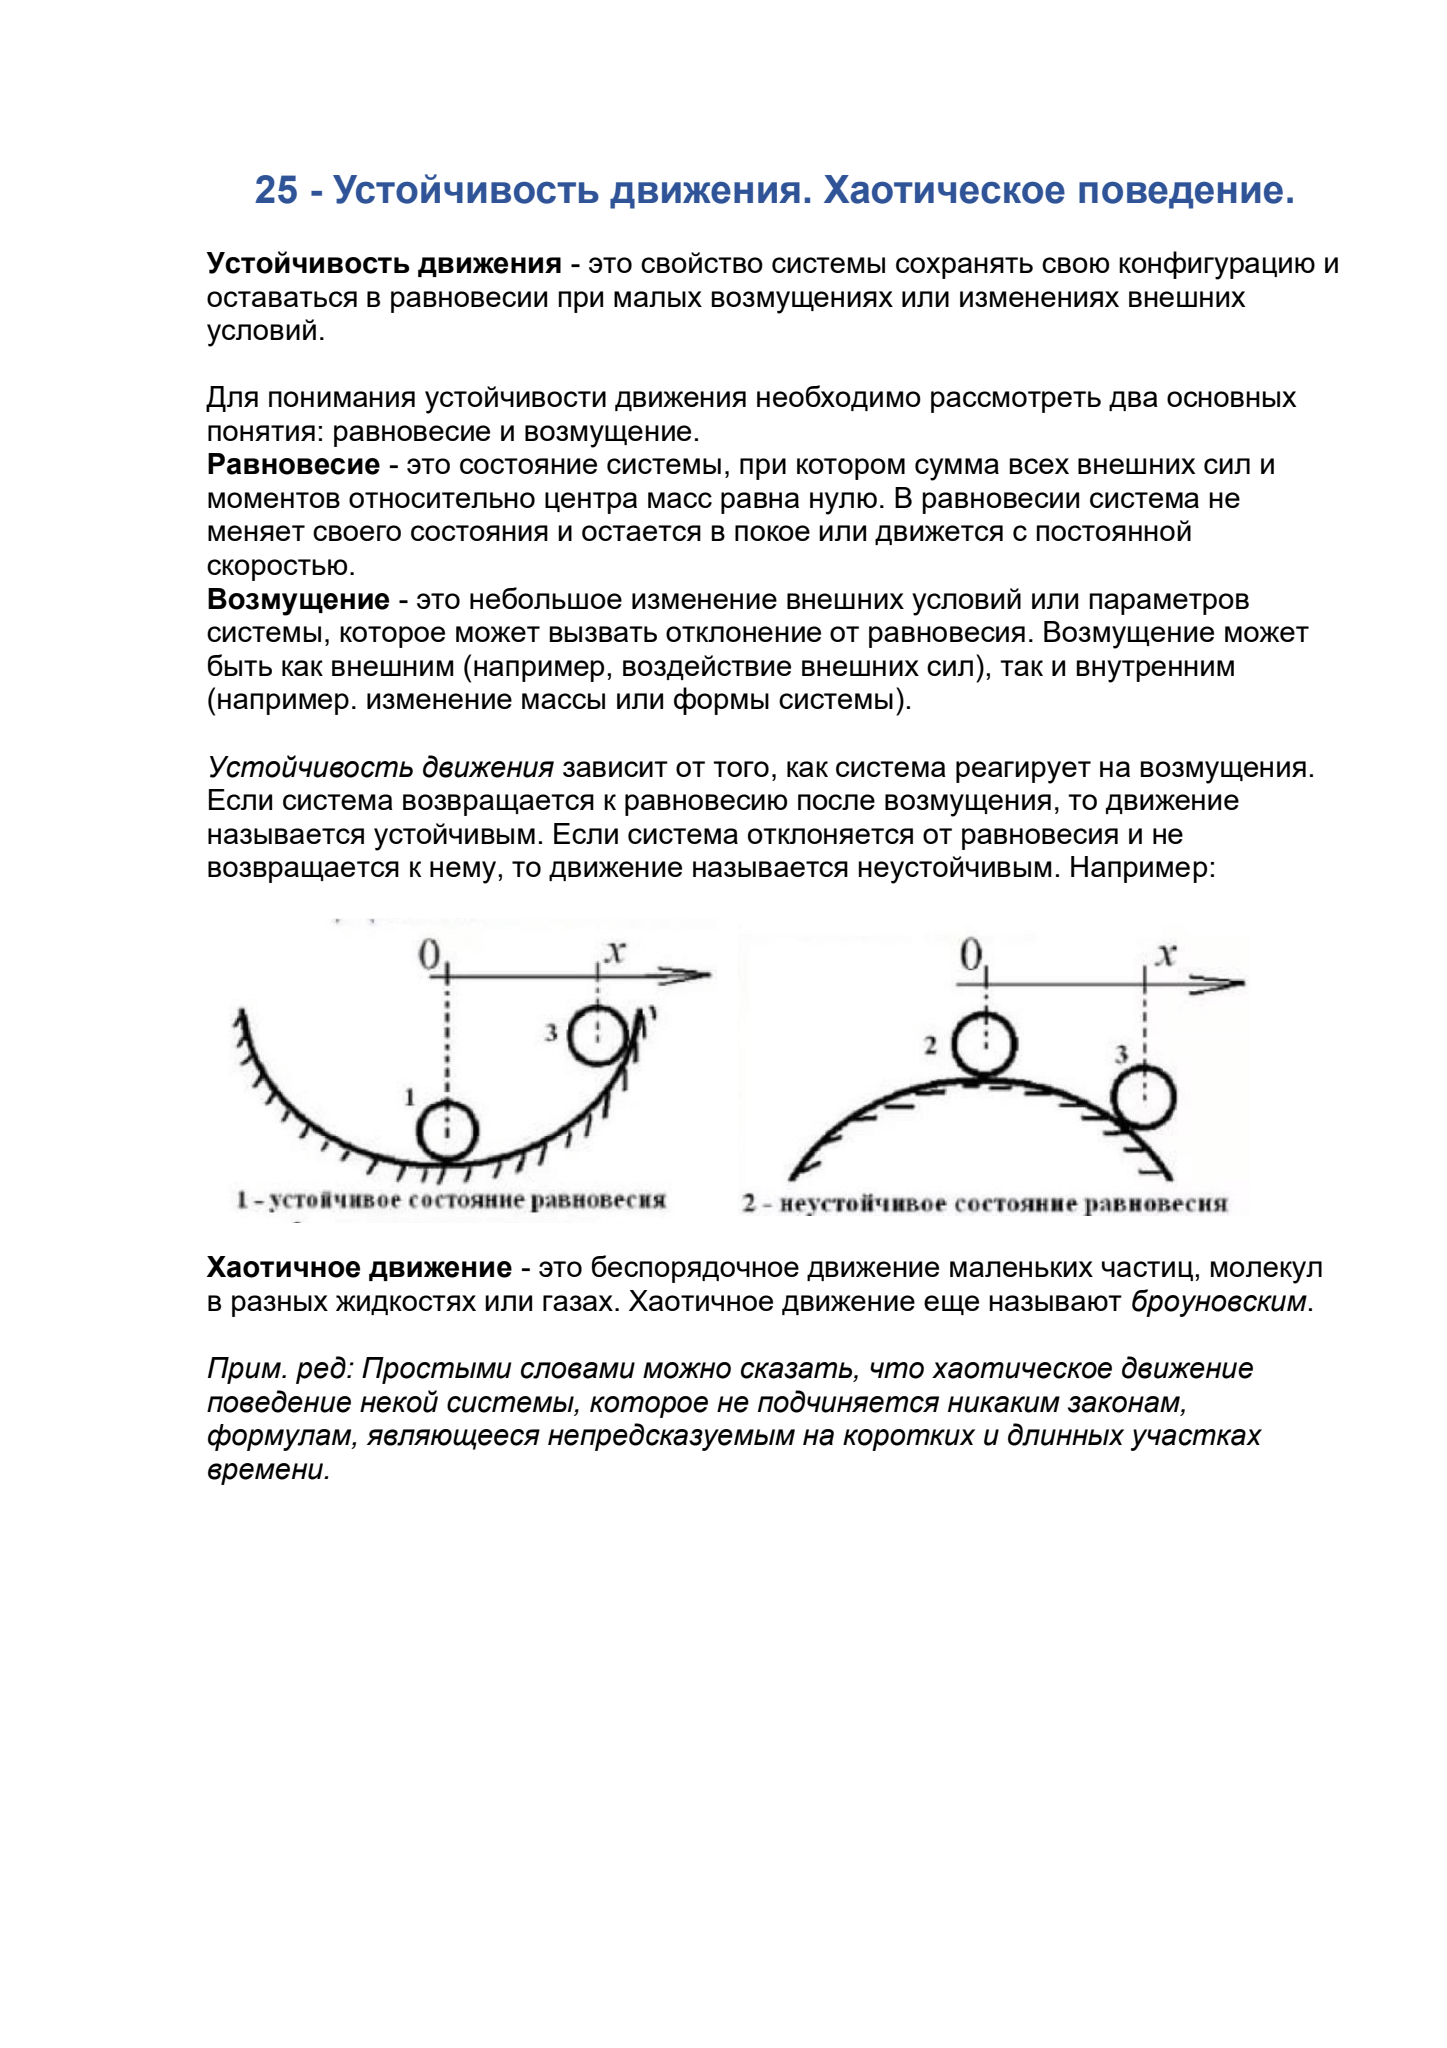 25 - Устойчивость движения. Хаотическое поведение.
Устойчивость движения - это свойство системы сохранять свою конфигурацию и
оставаться в равновесии при малых возмущениях или изменениях внешних
условий.
Для понимания устойчивости движения необходимо рассмотреть два основных
понятия: равновесие и возмущение.
Равновесие - это состояние системы, при котором сумма всех внешних сил и
моментов относительно центра масс равна нулю. В равновесии система не
меняет своего состояния и остается в покое или движется с постоянной
скоростью.
Возмущение - это небольшое изменение внешних условий или параметров
системы, которое может вызвать отклонение от равновесия. Возмущение может
быть как внешним (например, воздействие внешних сил), так и внутренним
(например. изменение массы или формы системы).
Устойчивость движения зависит от того, как система реагирует на возмущения.
Если система возвращается к равновесию после возмущения, то движение
называется устойчивым. Если система отклоняется от равновесия и не
возвращается к нему, то движение называется неустойчивым. Например:
0 x
3
1
1 - устойчивое состояние равновесия
0 x
2
3
2 - неустойчивое состояние равновесия
Хаотичное движение - это беспорядочное движение маленьких частиц, молекул
в разных жидкостях или газах. Хаотичное движение еще называют броуновским.
Прим. ред: Простыми словами можно сказать, что хаотическое движение
поведение некой системы, которое не подчиняется никаким законам,
формулам, являющееся непредсказуемым на коротких и длинных участках
времени.